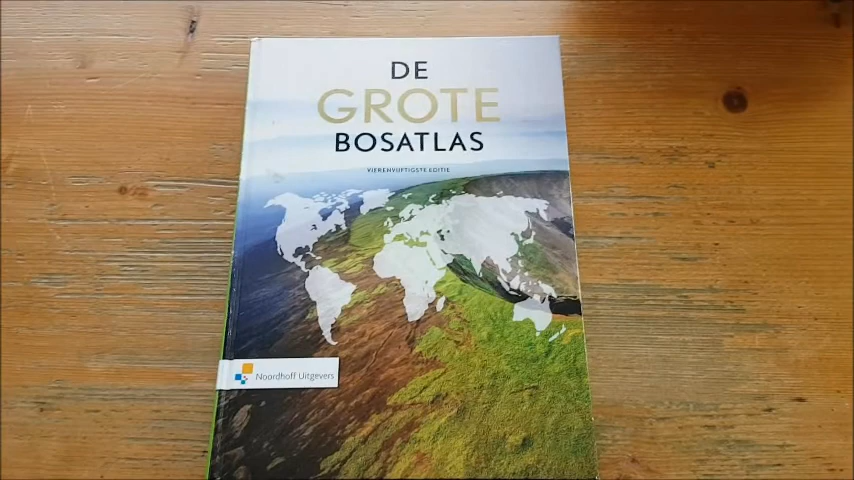 DE
GROTE
BOSATLAS
VIERENVIJFTIGSTE EDITIE
Noordhoff Uitgevers